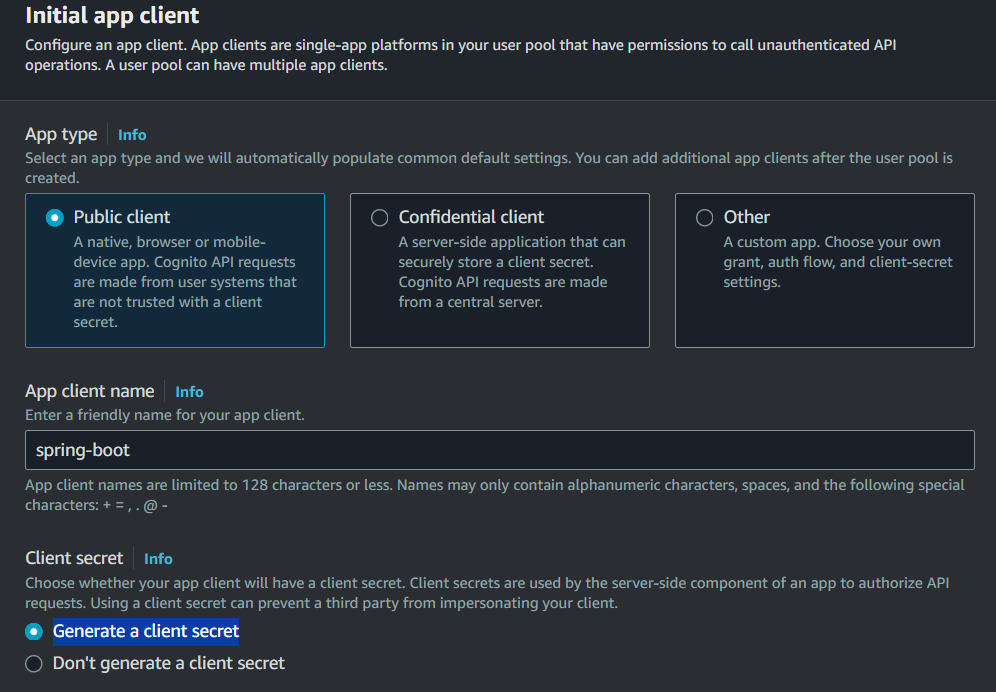 Initial app client
Configure an app client. App clients are single-app platforms in your user pool that have permissions to call unauthenticated API
operations. A user pool can have multiple app clients.
App type Info
Select an app type and we will automatically populate common default settings. You can add additional app clients after the user pool is
created.
Public client
A native, browser or mobile-
device app. Cognito API requests
are made from user systems that
are not trusted with a client
secret.
Confidential client
A server-side application that can
securely store a client secret.
Cognito API requests are made
from a central server.
Other
A custom app. Choose your own
grant, auth flow, and client-secret
settings.
App client name Info
Enter a friendly name for your app client.
spring-boot
App client names are limited to 128 characters or less. Names may only contain alphanumeric characters, spaces, and the following special
characters: + = , . @ -
Client secret Info
Choose whether your app client will have a client secret. Client secrets are used by the server-side component of an app to authorize API
requests. Using a client secret can prevent a third party from impersonating your client.
Generate a client secret
Don't generate a client secret